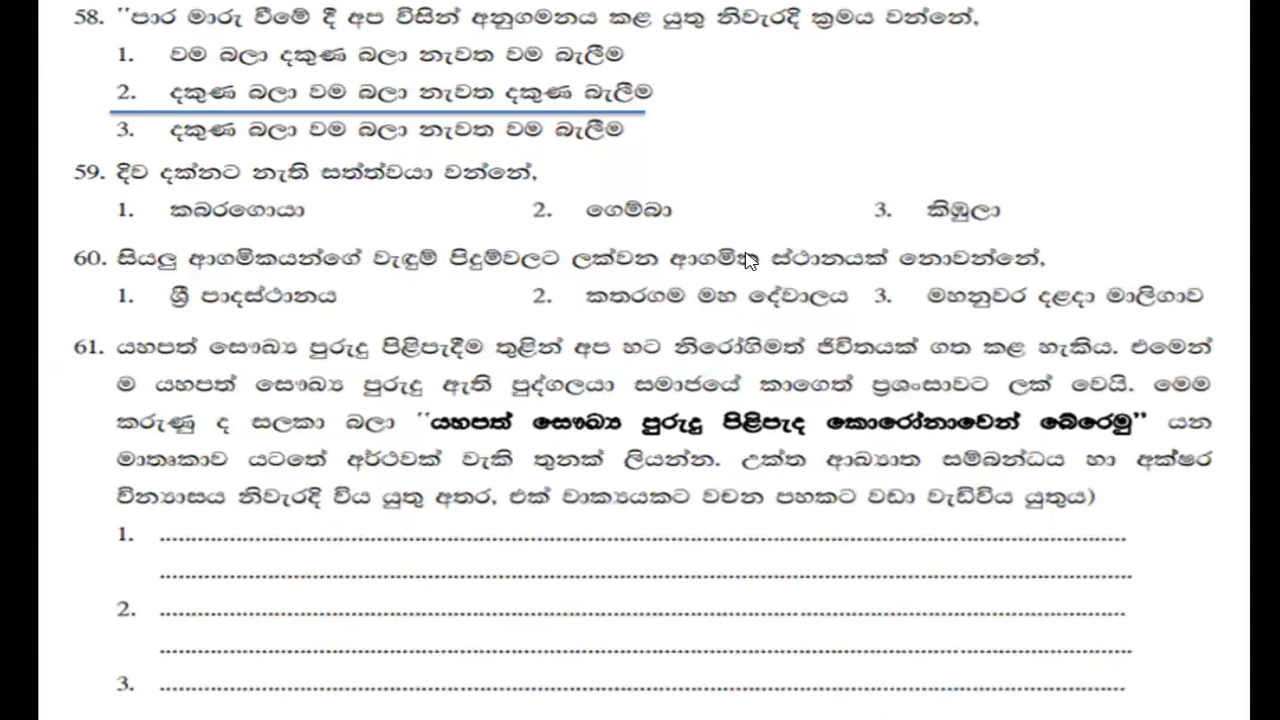 58. ''පාර මාරු වීමේ දී අප විසින් අනුගමනය කළ යුතු නිවැරදි ක්‍රමය වන්නේ,
1. වම බලා දකුණ බලා නැවත වම බැලීම
2. දකුණ බලා වම බලා නැවත දකුණ බැලීම
3. දකුණ බලා වම බලා නැවත වම බැලීම
59. දිව දක්නට නැති සත්ත්වයා වන්නේ,
1. කබරගොයා 2. ගෙම්බා 3. කිඹුලා
60. සියලු ආගමිකයන්ගේ වැඳුම් පිදුම්වලට ලක්වන ආගමික ස්ථානයක් නොවන්නේ,
1. ශ්‍රී පාදස්ථානය 2. කතරගම මහ දේවාලය 3. මහනුවර දළදා මාලිගාව
61. යහපත් සෞඛ්‍ය පුරුදු පිළිපැදීම තුළින් අප හට නිරෝගිමත් ජිවිතයක් ගත කළ හැකිය. එමෙන්
ම යහපත් සෞඛ්‍ය පුරුදු ඇති පුද්ගලයා සමාජයේ කාගෙත් ප්‍රශංසාවට ලක් වෙයි. මෙම
කරුණු ද සලකා බලා ''යහපත් සෞඛ්‍ය පුරුදු පිළිපැද කොරෝනාවෙන් බේරෙමු'' යන
මාතෘකාව යටතේ අර්ථවක් වැකි තුනක් ලියන්න. උක්ත ආඛ්‍යාත සම්බන්ධය හා අක්ෂර
වින්‍යාසය නිවැරදි විය යුතු අතර, එක් වාක්‍යයකට වචන පහකට වඩා වැඩිවිය යුතුය)
1.
2.
3.